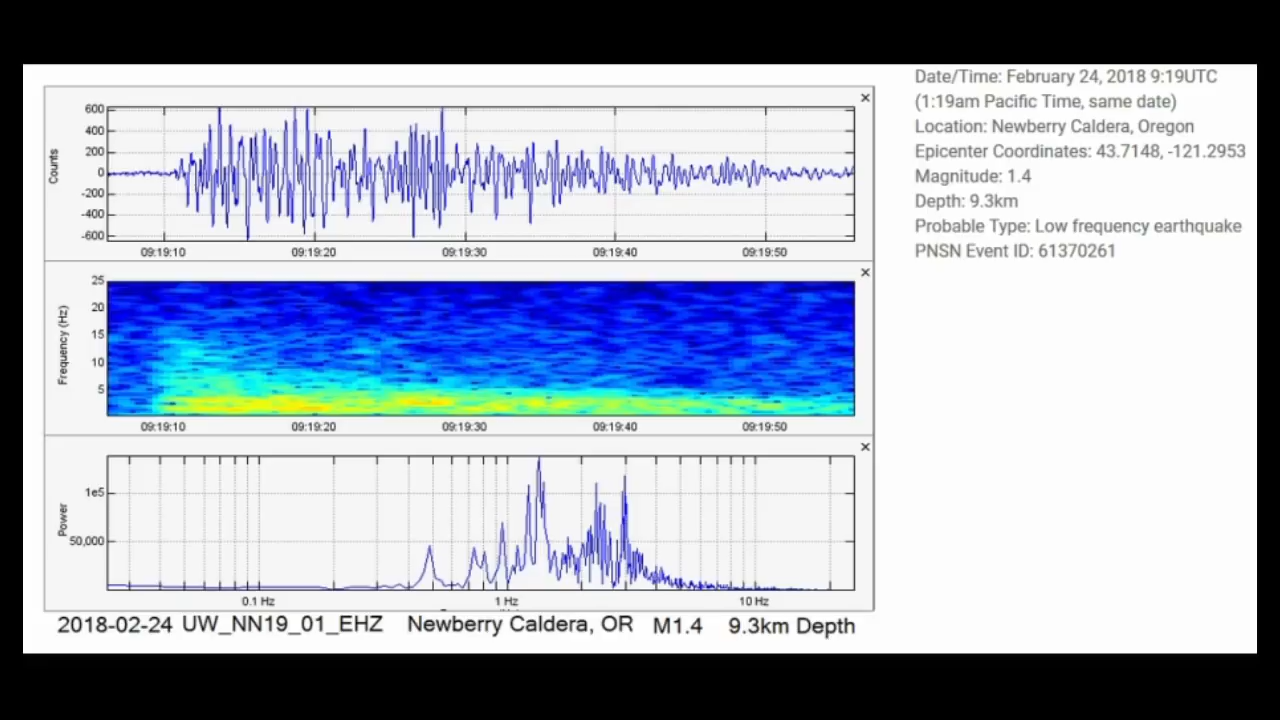 Date/Time: February 24, 2018 9:19UTC
(1:19am Pacific Time, same date)
Location: Newberry Caldera, Oregon
Epicenter Coordinates: 43.7148, -121.2953
Magnitude: 1.4
Depth: 9.3km
Probable Type: Low frequency earthquake
PNSN Event ID: 61370261
Counts
600
400
200
0
-200
-400
-600
09:19:10 09:19:20 09:19:30 09:19:40 09:19:50
Frequency (Hz)
25
20
15
10
5
09:19:10 09:19:20 09:19:30 09:19:40 09:19:50
Power
1e5
50,000
0.1 Hz 1 Hz 10 Hz
2018-02-24 UW_NN19_01_EHZ Newberry Caldera, OR M1.4 9.3km Depth